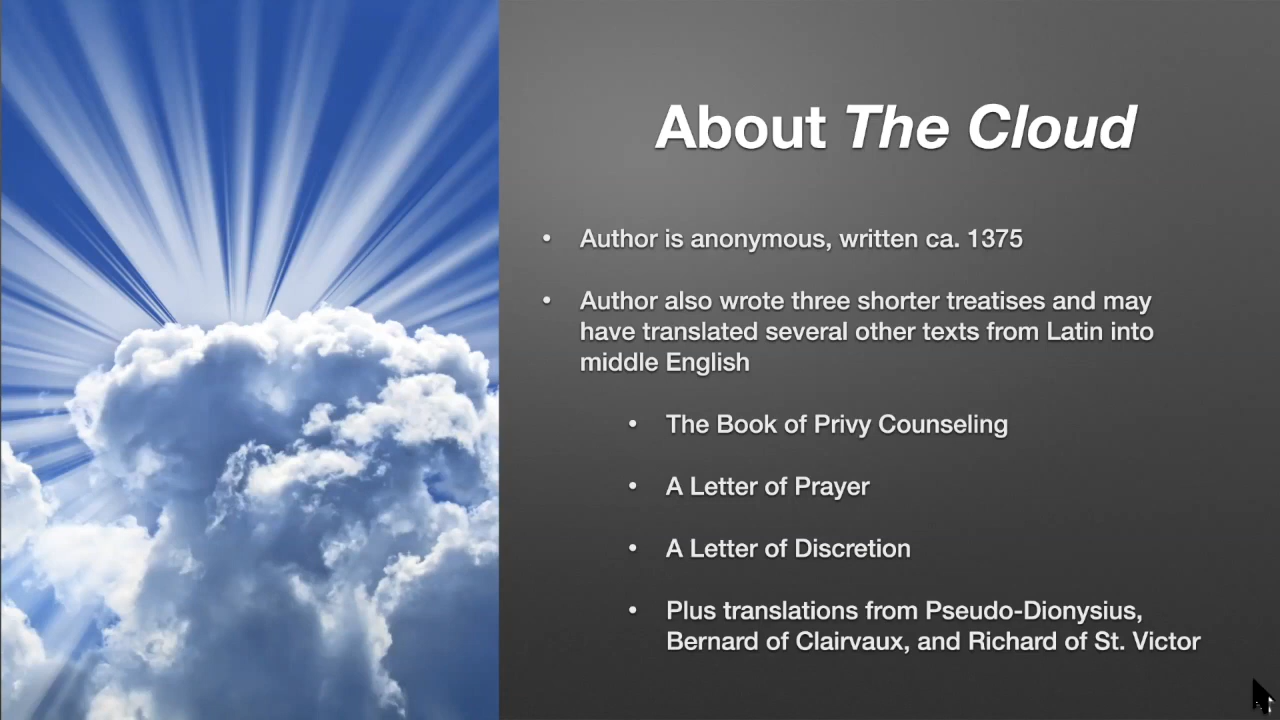 About The Cloud
• Author is anonymous, written ca. 1375
• Author also wrote three shorter treatises and may
have translated several other texts from Latin into
middle English
• The Book of Privy Counseling
• A Letter of Prayer
• A Letter of Discretion
• Plus translations from Pseudo-Dionysius,
Bernard of Clairvaux, and Richard of St. Victor